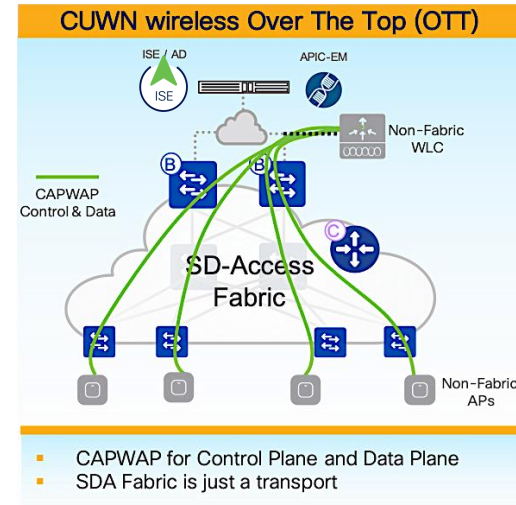 CUWN wireless Over The Top (OTT)
ISE / AD
APIC-EM
ISE
Non-Fabric
WLC
B
B
CAPWAP
Control & Data
C
SD-Access
Fabric
Non-Fabric
APs
CAPWAP for Control Plane and Data Plane
SDA Fabric is just a transport